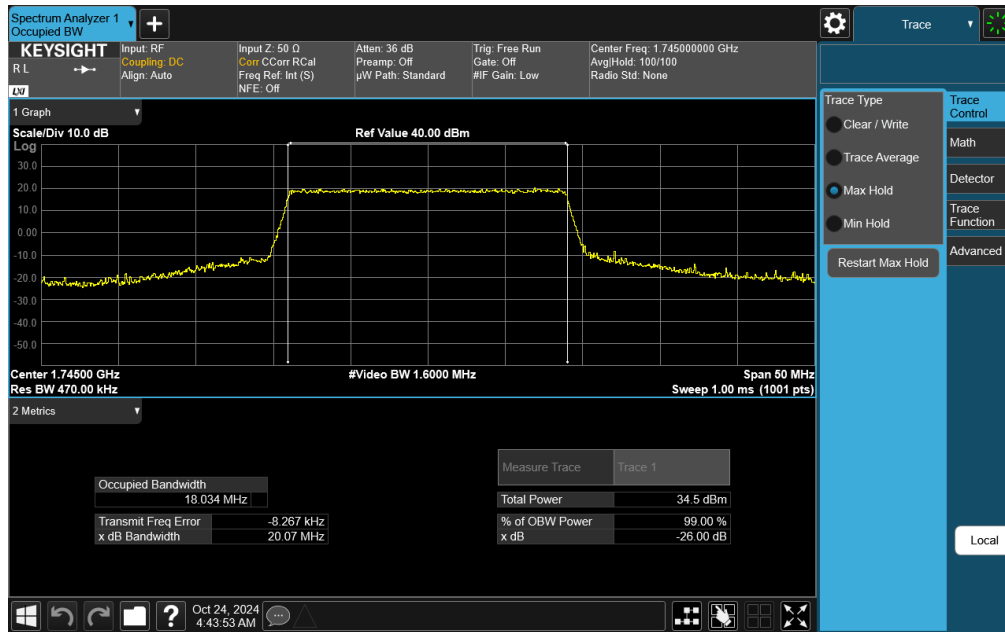 Spectrum Analyzer 1
Occupied BW
Trace
KEYSIGHT
R L
LXI
Input: RF
Coupling: DC
Align: Auto
Input Z: 50 Ω
Corr CCorr RCal
Freq Ref: Int (S)
NFE: Off
Atten: 36 dB
Preamp: Off
µW Path: Standard
Trig: Free Run
Gate: Off
#IF Gain: Low
Center Freq: 1.745000000 GHz
Avg|Hold: 100/100
Radio Std: None
1 Graph
Scale/Div 10.0 dB
Ref Value 40.00 dBm
Log
30.0
20.0
10.0
0.00
-10.0
-20.0
-30.0
-40.0
-50.0
Center 1.74500 GHz
#Video BW 1.6000 MHz
Span 50 MHz
Res BW 470.00 kHz
Sweep 1.00 ms (1001 pts)
2 Metrics
Measure Trace
Trace 1
Occupied Bandwidth
18.034 MHz
Total Power
34.5 dBm
Transmit Freq Error
-8.267 kHz
% of OBW Power
99.00 %
x dB Bandwidth
20.07 MHz
x dB
-26.00 dB
Trace Type
Clear / Write
Trace Average
Max Hold
Min Hold
Restart Max Hold
Trace
Control
Math
Detector
Trace
Function
Advanced
Local
?
Oct 24, 2024
4:43:53 AM